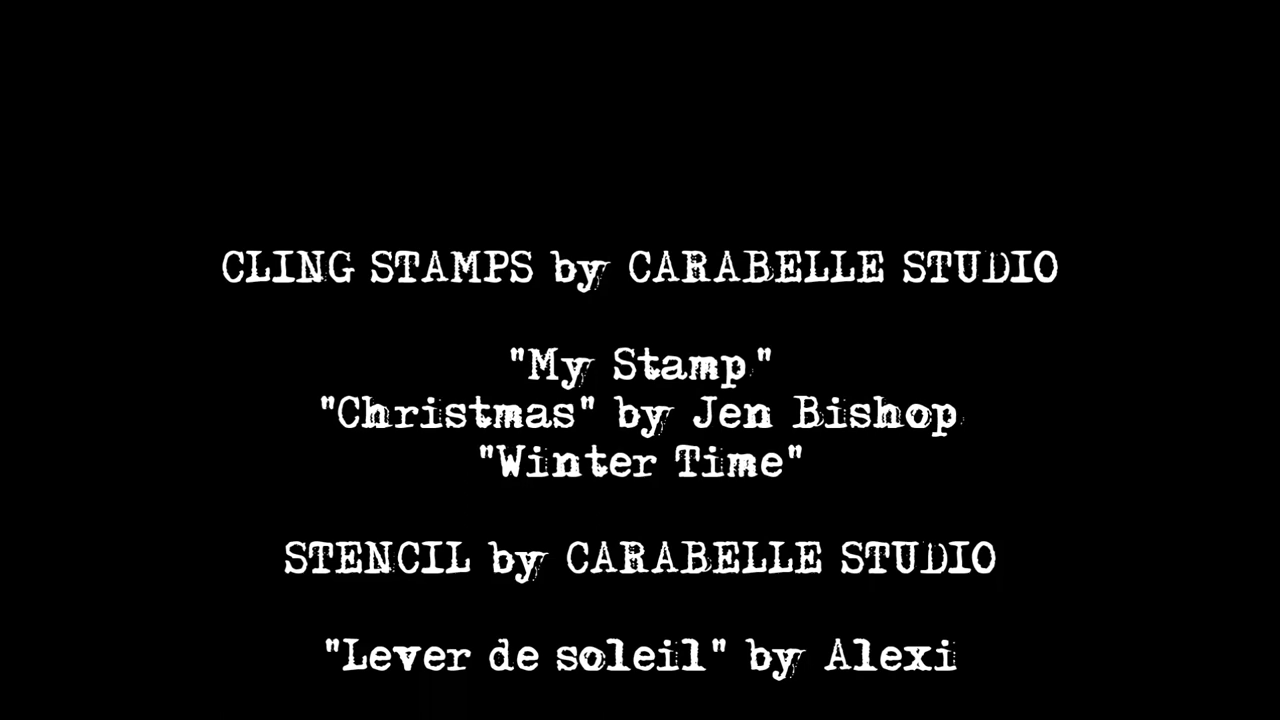 CLING STAMPS by CARABELLE STUDIO
"My Stamp"
"Christmas" by Jen Bishop
"Winter Time"
STENCIL by CARABELLE STUDIO
"Lever de soleil" by Alexi